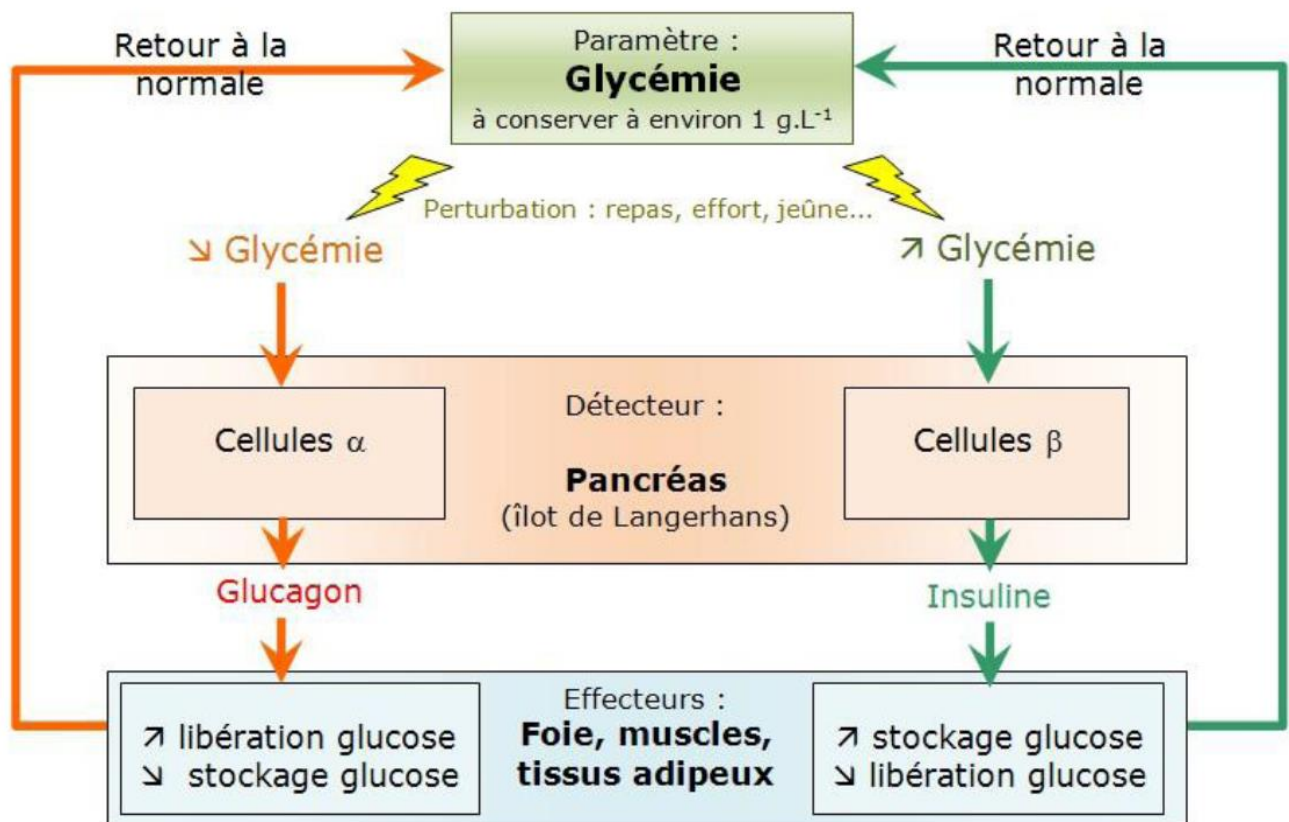 Retour à la
normale
Paramètre :
Glycémie
à conserver à environ 1 g.L⁻¹
Retour à la
normale
Perturbation : repas, effort, jeûne...
↘ Glycémie
↗ Glycémie
Cellules α
Détecteur :
Pancréas
(îlot de Langerhans)
Cellules β
Glucagon
Insuline
↗ libération glucose
↘ stockage glucose
Effecteurs :
Foie, muscles,
tissus adipeux
↗ stockage glucose
↘ libération glucose